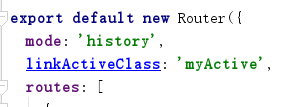 export default new Router({
mode: 'history',
linkActiveClass: 'myActive',
routes: [